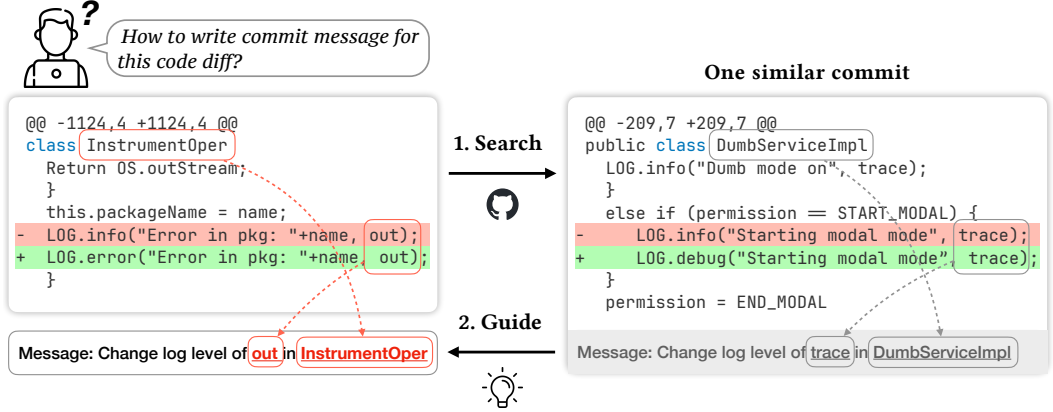 ?
How to write commit message for
this code diff?
@@ -1124,4 +1124,4 @@
class InstrumentOper
Return OS.outStream;
}
this.packageName = name;
- LOG.info("Error in pkg: "+name, out);
+ LOG.error("Error in pkg: "+name, out);
}
Message: Change log level of out in InstrumentOper
1. Search
2. Guide
One similar commit
@@ -209,7 +209,7 @@
public class DumbServiceImpl
LOG.info("Dumb mode on", trace);
}
else if (permission == START_MODAL) {
- LOG.info("Starting modal mode", trace);
+ LOG.debug("Starting modal mode", trace);
}
permission = END_MODAL
Message: Change log level of trace in DumbServiceImpl